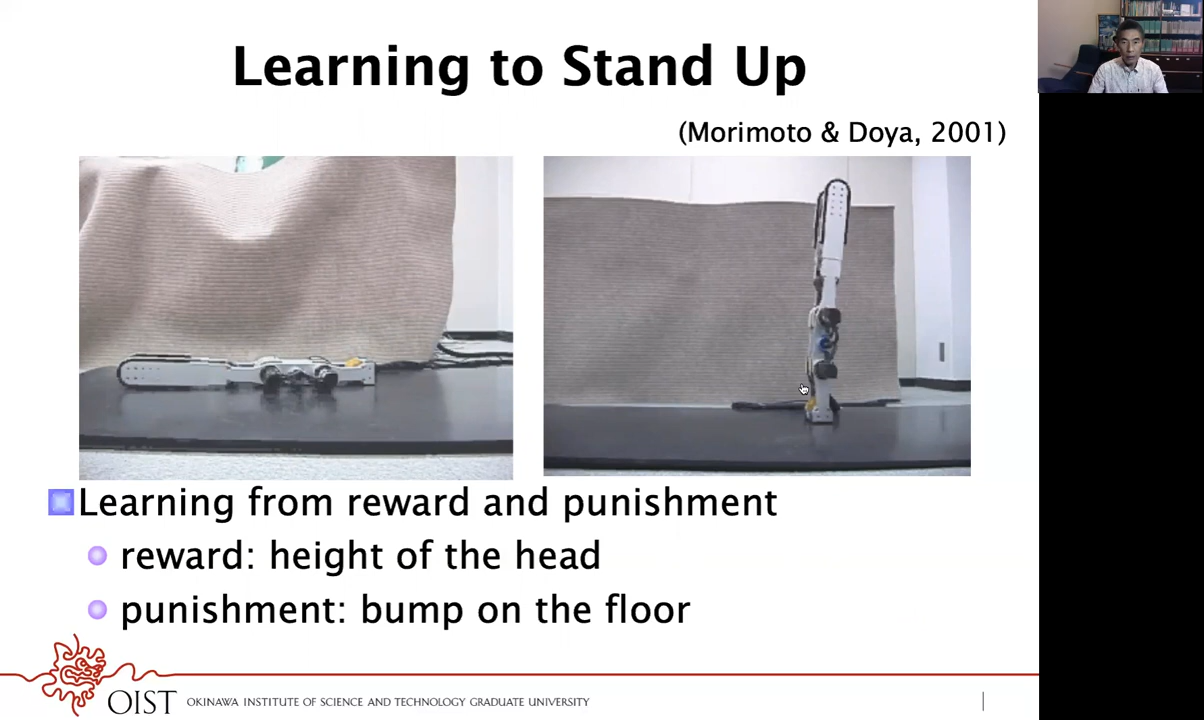 Learning to Stand Up
(Morimoto & Doya, 2001)
Learning from reward and punishment
reward: height of the head
punishment: bump on the floor
OIST OKINAWA INSTITUTE OF SCIENCE AND TECHNOLOGY GRADUATE UNIVERSITY